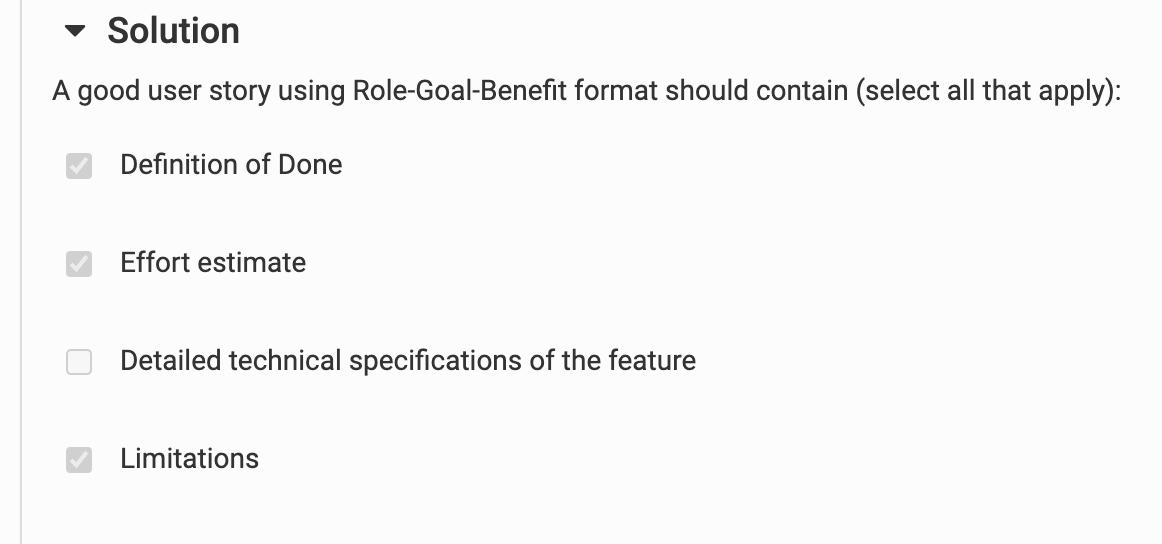 Solution
A good user story using Role-Goal-Benefit format should contain (select all that apply):
Definition of Done
Effort estimate
Detailed technical specifications of the feature
Limitations